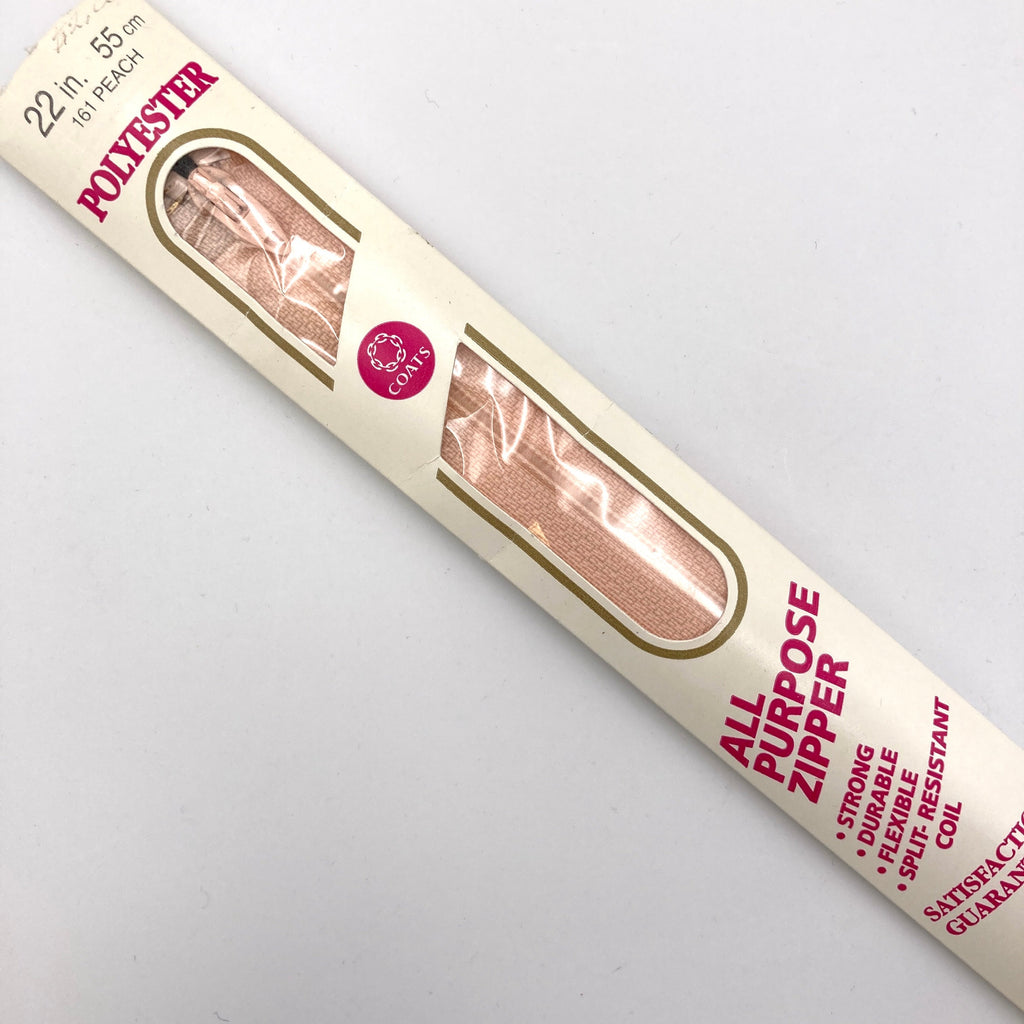 22 in. 55 cm
161 PEACH
POLYESTER
COATS
ALL
PURPOSE
ZIPPER
• STRONG
• DURABLE
• FLEXIBLE
• SPLIT- RESISTANT
COIL